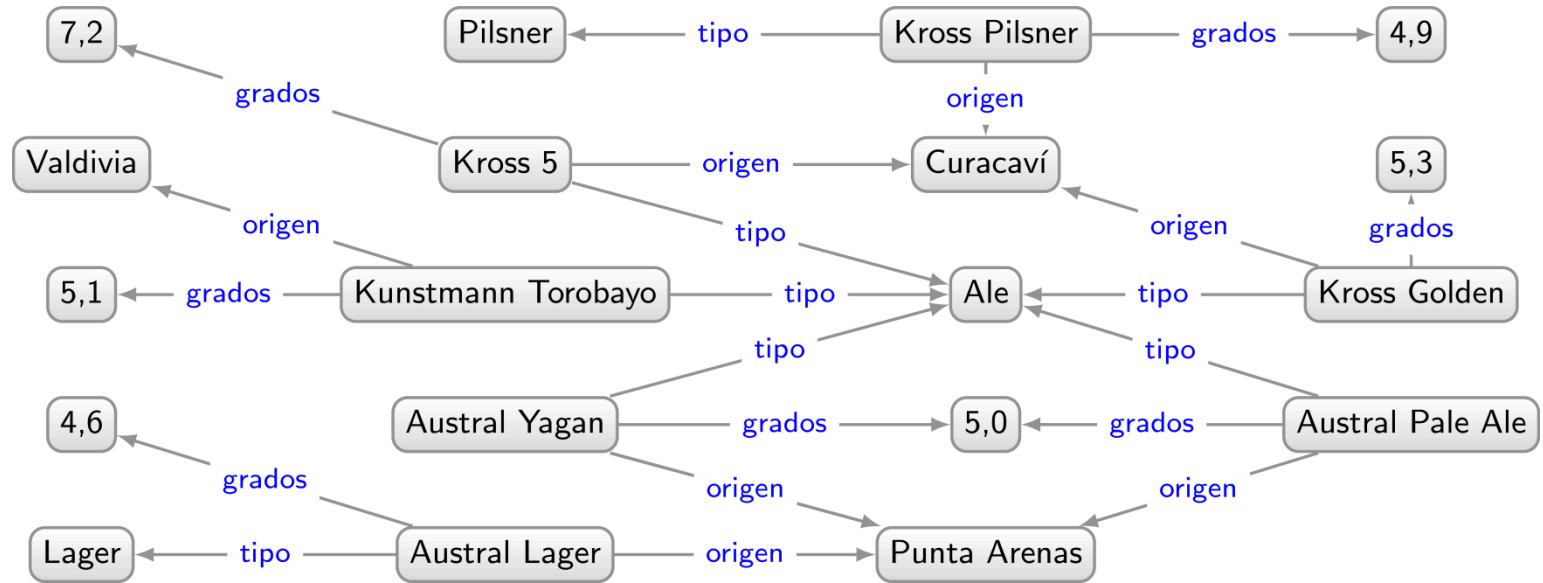 7,2
Pilsner
tipo
Kross Pilsner
grados
4,9
grados
origen
Valdivia
Kross 5
origen
Curacaví
5,3
origen
tipo
origen
grados
5,1
grados
Kunstmann Torobayo
tipo
Ale
tipo
Kross Golden
tipo
tipo
4,6
Austral Yagan
grados
5,0
grados
Austral Pale Ale
grados
origen
origen
Lager
tipo
Austral Lager
origen
Punta Arenas